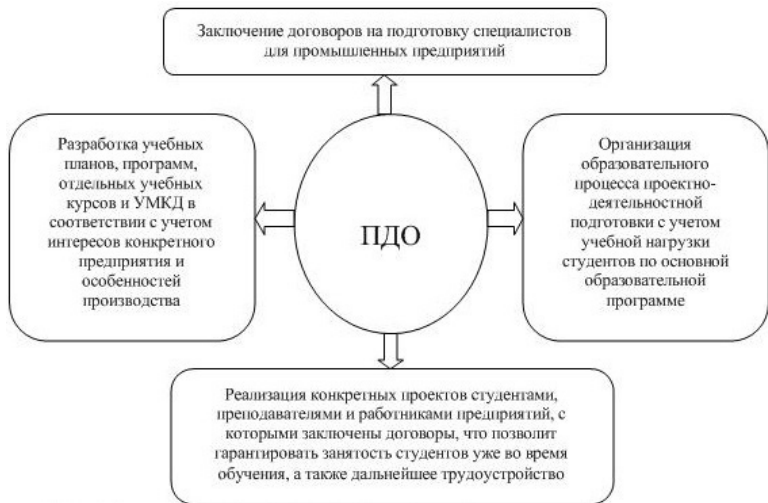 Заключение договоров на подготовку специалистов
для промышленных предприятий
Разработка учебных
планов, программ,
отдельных учебных
курсов и УМКД в
соответствии с учетом
интересов конкретного
предприятия и
особенностей
производства
ПДО
Организация
образовательного
процесса проектно-
деятельностной
подготовки с учетом
учебной нагрузки
студентов по основной
образовательной
программе
Реализация конкретных проектов студентами,
преподавателями и работниками предприятий, с
которыми заключены договоры, что позволит
гарантировать занятость студентов уже во время
обучения, а также дальнейшее трудоустройство